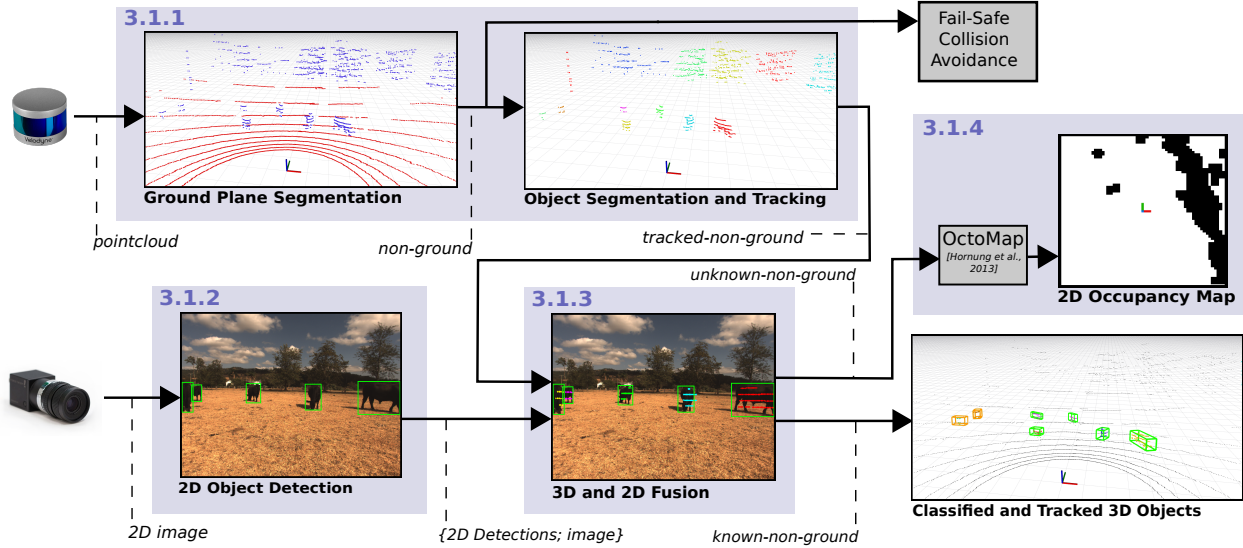 3.1.1
Fail-Safe
Collision
Avoidance
Velodyne
Ground Plane Segmentation
Object Segmentation and Tracking
pointcloud
non-ground
tracked-non-ground
3.1.4
OctoMap
[Hornung et al.,
2013]
2D Occupancy Map
unknown-non-ground
3.1.2
3.1.3
2D Object Detection
3D and 2D Fusion
Classified and Tracked 3D Objects
2D image
{2D Detections; image}
known-non-ground